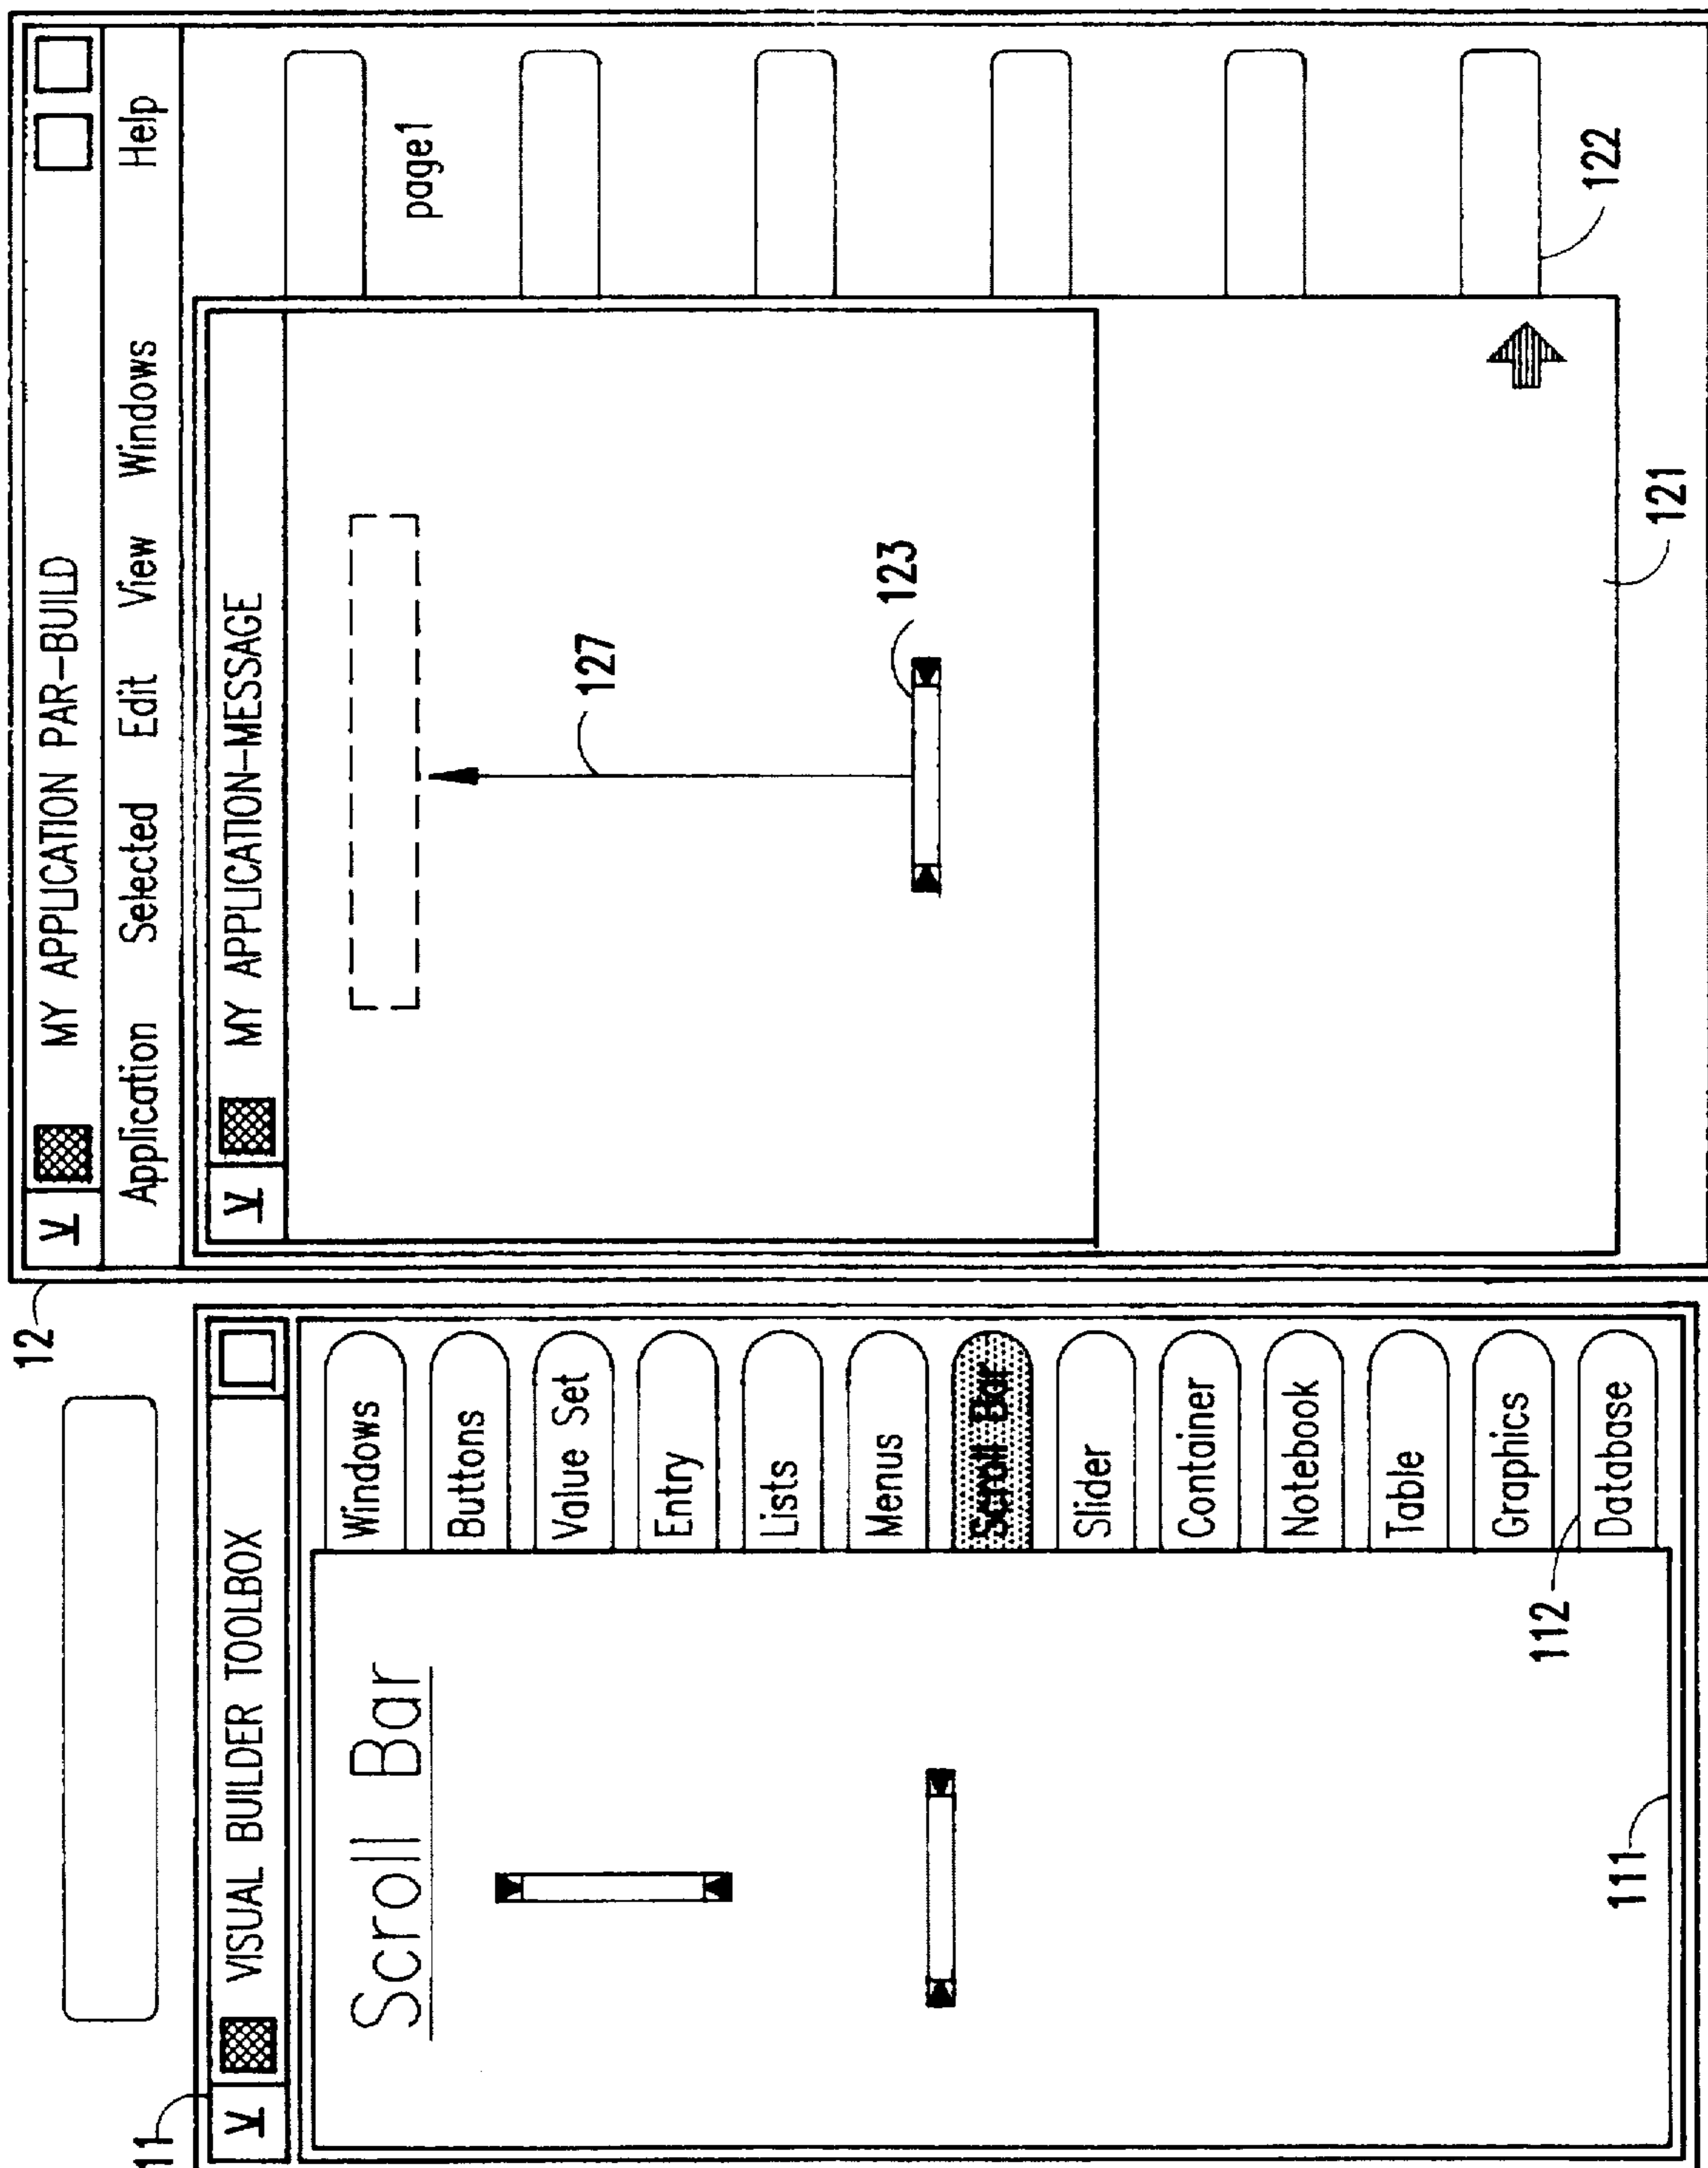 11
VISUAL BUILDER TOOLBOX
Scroll Bar
Windows
Buttons
Value Set
Entry
Lists
Menus
Scroll Bar
Slider
Container
Notebook
Table
Graphics
Database
111
112
12
MY APPLICATION PAR-BUILD
Application Selected Edit View Windows Help
MY APPLICATION-MESSAGE
page1
127
123
121
122